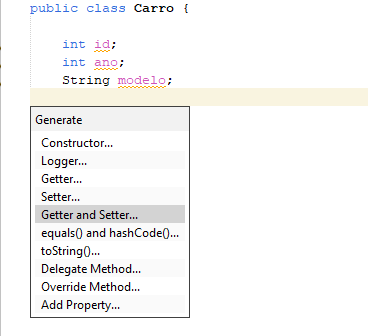 public class Carro {
int id;
int ano;
String modelo;
Generate
Constructor...
Logger...
Getter...
Setter...
Getter and Setter...
equals() and hashCode()...
toString()...
Delegate Method...
Override Method...
Add Property...